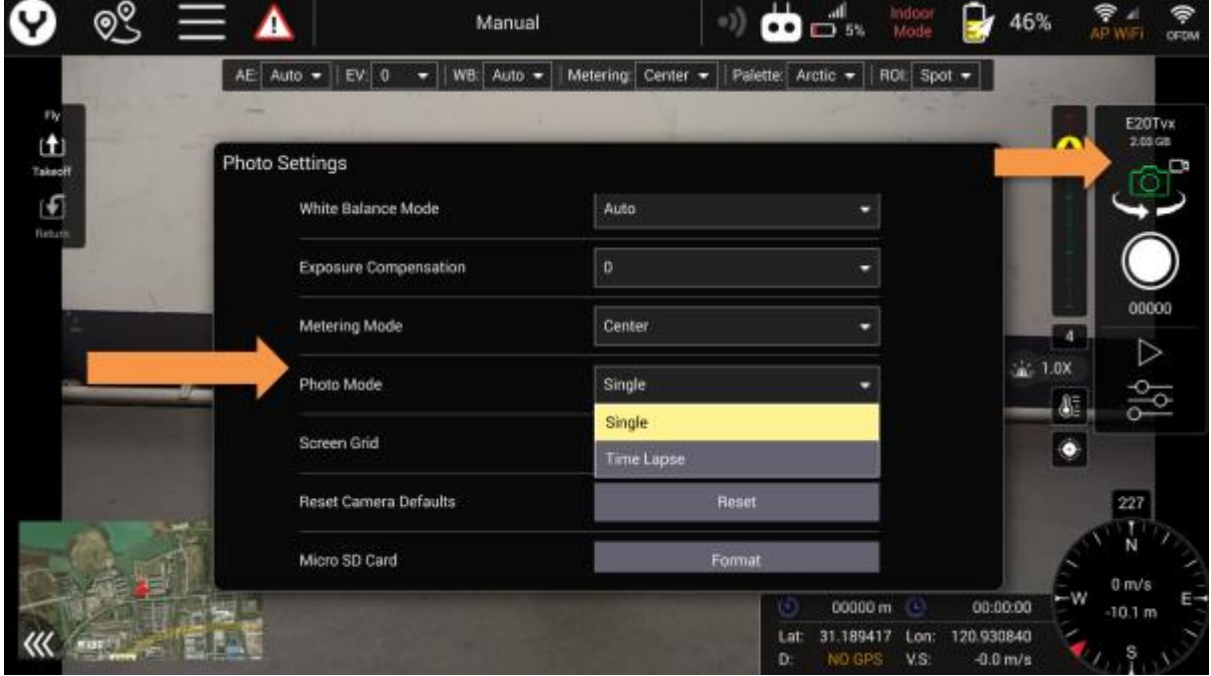 Manual
5%
Indoor Mode
46%
AP WiFi
OFDM
AE: Auto EV: 0 WB: Auto Metering: Center Palette: Arctic ROI: Spot
Fly
Takeoff
Return
E20Tvx
2.03 GB
00000
Photo Settings
White Balance Mode Auto
Exposure Compensation 0
Metering Mode Center
Photo Mode Single
Single
Time Lapse
Screen Grid
Reset Camera Defaults Reset
Micro SD Card Format
4
1.0X
227
N
W E
S
0 m/s
-10.1 m
00000 m 00:00:00
Lat: 31.189417 Lon: 120.930840
D: NO GPS V.S: -0.0 m/s